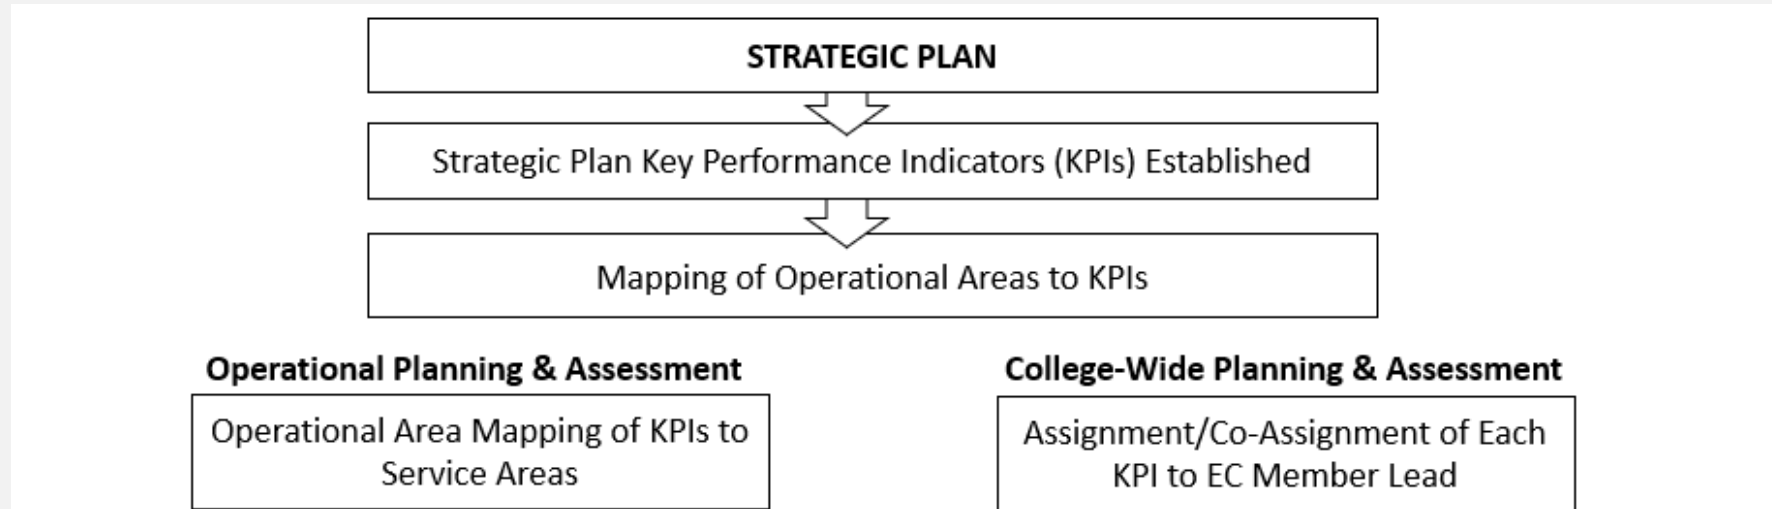 STRATEGIC PLAN
Strategic Plan Key Performance Indicators (KPIs) Established
Mapping of Operational Areas to KPIs
Operational Planning & Assessment
Operational Area Mapping of KPIs to
Service Areas
College-Wide Planning & Assessment
Assignment/Co-Assignment of Each
KPI to EC Member Lead